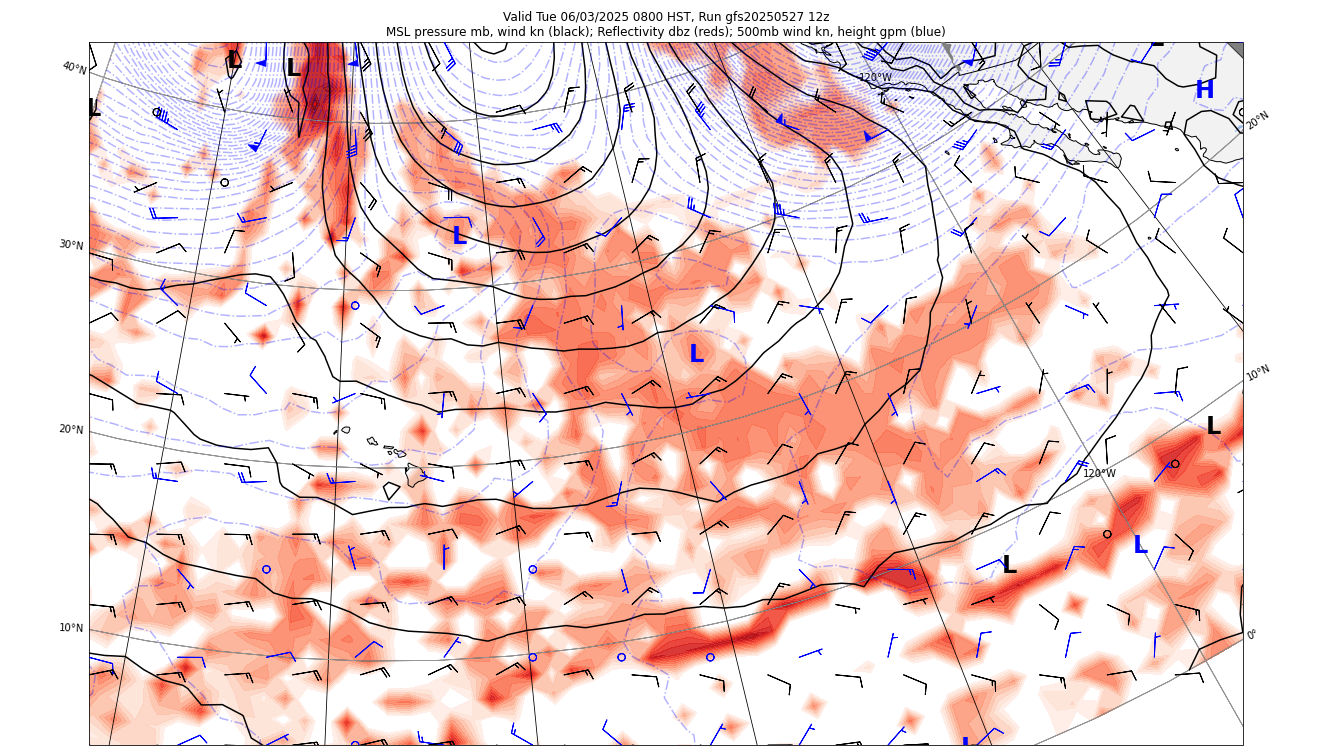 Valid Tue 06/03/2025 0800 HST, Run gfs20250527 12z
MSL pressure mb, wind kn (black); Reflectivity dbz (reds); 500mb wind kn, height gpm (blue)
L
L
40°N
120°W
H
L
20°N
L
30°N
L
10°N
L
20°N
120°W
L
L
10°N
0°
L